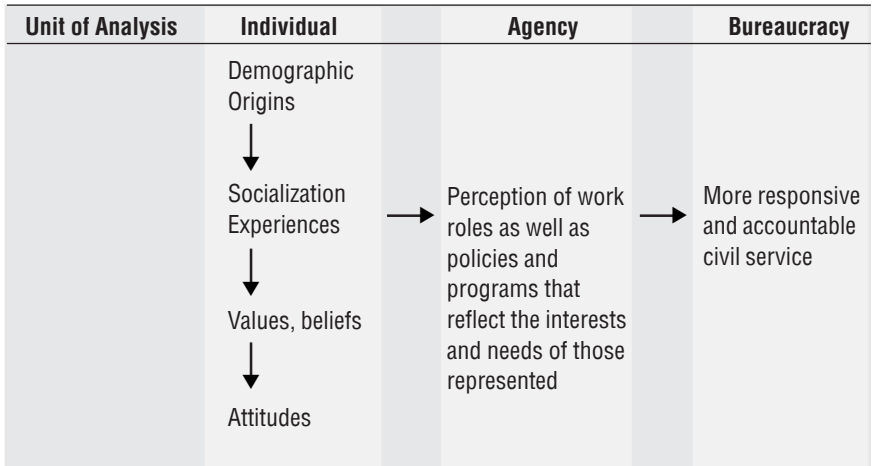 Unit of Analysis Individual Agency Bureaucracy
Demographic
Origins
Socialization
Experiences
Values, beliefs
Attitudes
Perception of work
roles as well as
policies and
programs that
reflect the interests
and needs of those
represented
More responsive
and accountable
civil service